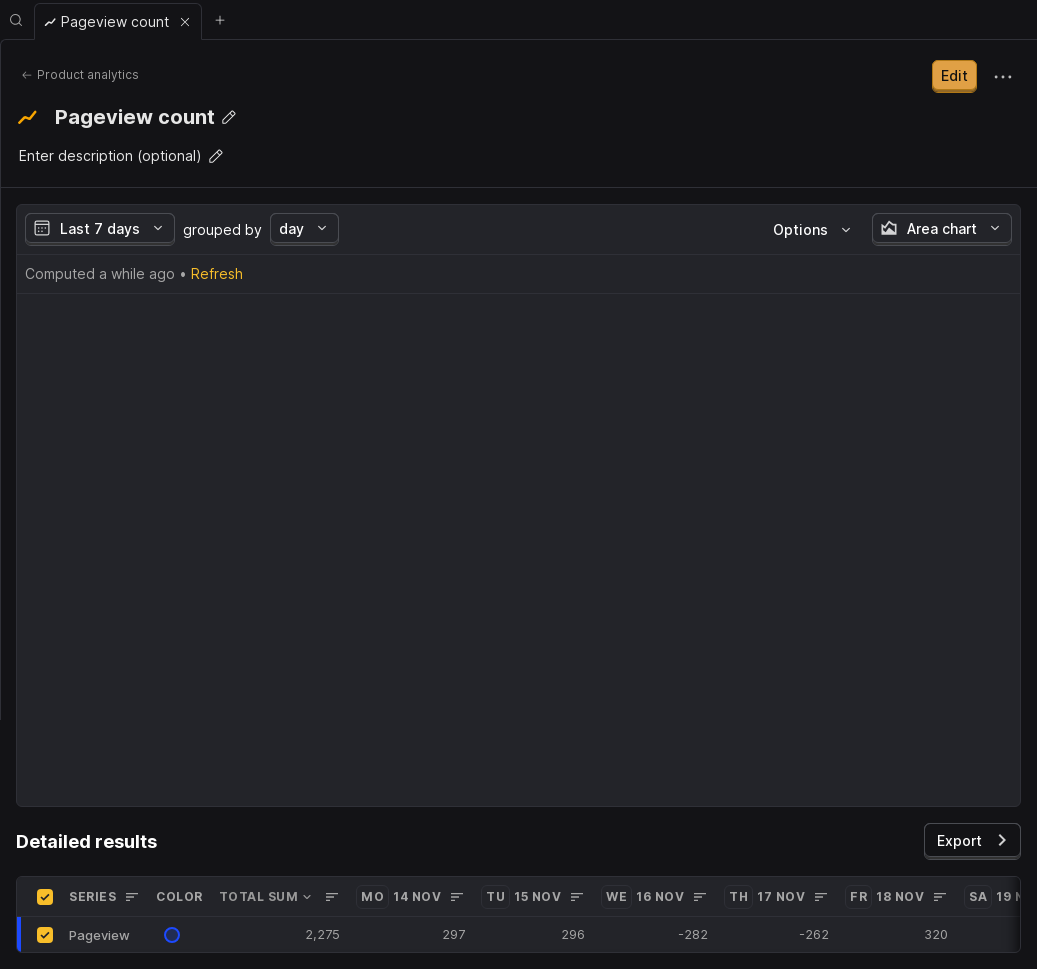 Pageview count
Product analytics
Edit
Pageview count
Enter description (optional)
Last 7 days grouped by day Options Area chart
Computed a while ago • Refresh
Detailed results
Export
SERIES COLOR TOTAL SUM MO 14 NOV TU 15 NOV WE 16 NOV TH 17 NOV FR 18 NOV SA 19
Pageview 2,275 297 296 -282 -262 320